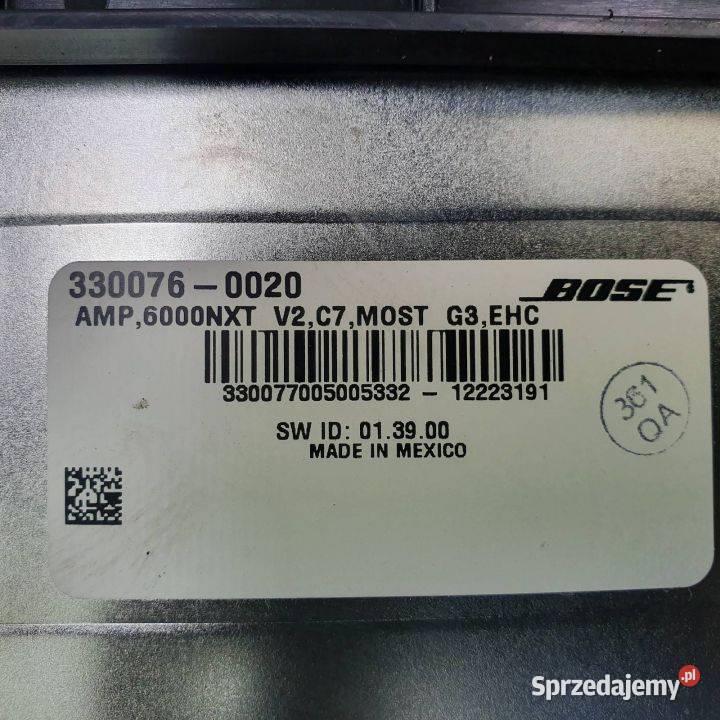 330076-0020
BOSE
AMP,6000NXT V2,C7,MOST G3,EHC
330077005005332 - 12223191
SW ID: 01.39.00
MADE IN MEXICO
361
QA
Sprzedajemy.pl